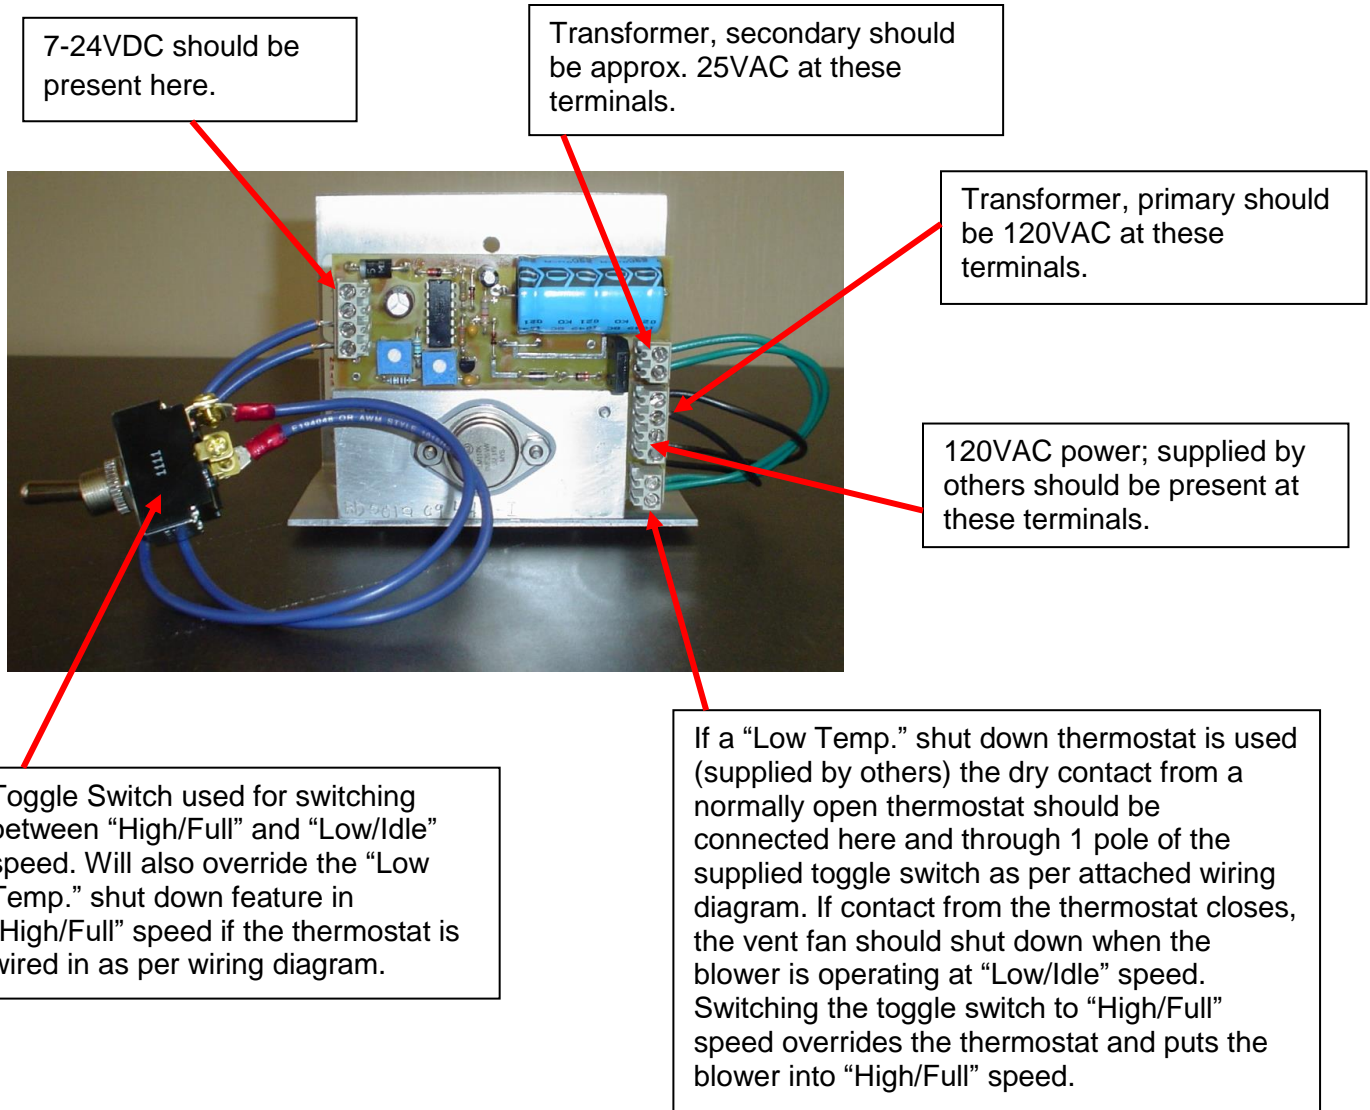 7-24VDC should be
present here.
Transformer, secondary should
be approx. 25VAC at these
terminals.
Transformer, primary should
be 120VAC at these
terminals.
120VAC power; supplied by
others should be present at
these terminals.
Toggle Switch used for switching
between “High/Full” and “Low/Idle”
speed. Will also override the “Low
Temp.” shut down feature in
“High/Full” speed if the thermostat is
wired in as per wiring diagram.
If a “Low Temp.” shut down thermostat is used
(supplied by others) the dry contact from a
normally open thermostat should be
connected here and through 1 pole of the
supplied toggle switch as per attached wiring
diagram. If contact from the thermostat closes,
the vent fan should shut down when the
blower is operating at “Low/Idle” speed.
Switching the toggle switch to “High/Full”
speed overrides the thermostat and puts the
blower into “High/Full” speed.